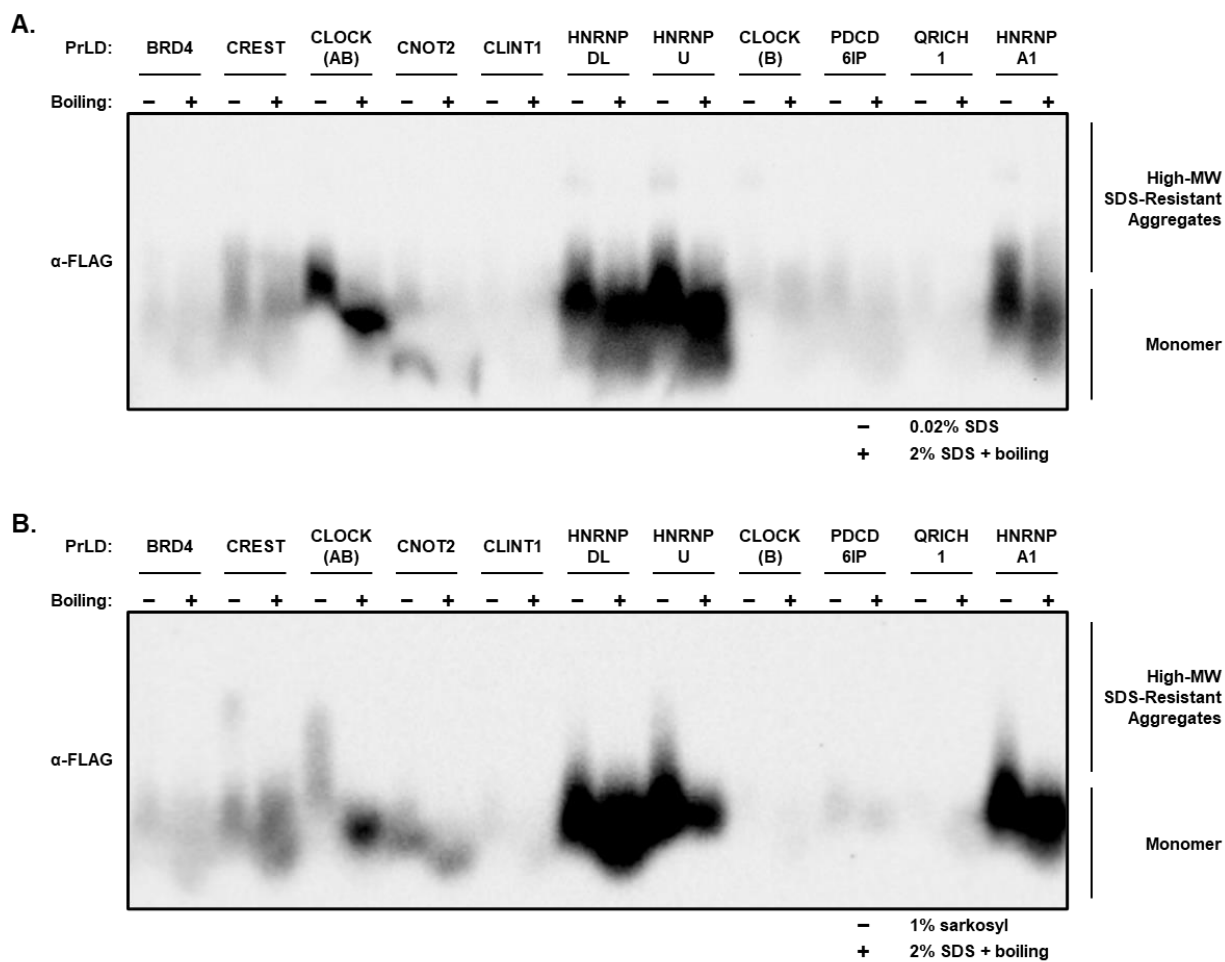 A.
PrLD: BRD4 CREST CLOCK (AB) CNOT2 CLINT1 HNRNP DL HNRNP U CLOCK (B) PDCD 6IP QRICH 1 HNRNP A1
Boiling: – + – + – + – + – + – + – + – + – + – + – +
High-MW
SDS-Resistant
Aggregates
α-FLAG
Monomer
– 0.02% SDS
+ 2% SDS + boiling
B.
PrLD: BRD4 CREST CLOCK (AB) CNOT2 CLINT1 HNRNP DL HNRNP U CLOCK (B) PDCD 6IP QRICH 1 HNRNP A1
Boiling: – + – + – + – + – + – + – + – + – + – + – +
High-MW
SDS-Resistant
Aggregates
α-FLAG
Monomer
– 1% sarkosyl
+ 2% SDS + boiling